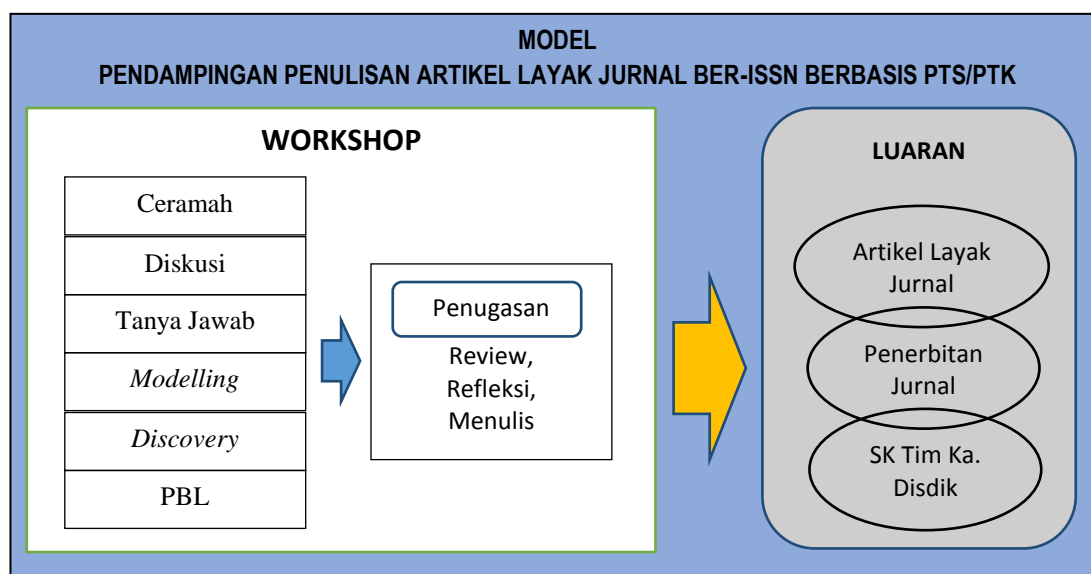 MODEL
PENDAMPINGAN PENULISAN ARTIKEL LAYAK JURNAL BER-ISSN BERBASIS PTS/PTK
WORKSHOP
Ceramah
Diskusi
Tanya Jawab
Modelling
Discovery
PBL
Penugasan
Review,
Refleksi,
Menulis
LUARAN
Artikel Layak
Jurnal
Penerbitan
Jurnal
SK Tim Ka.
Disdik